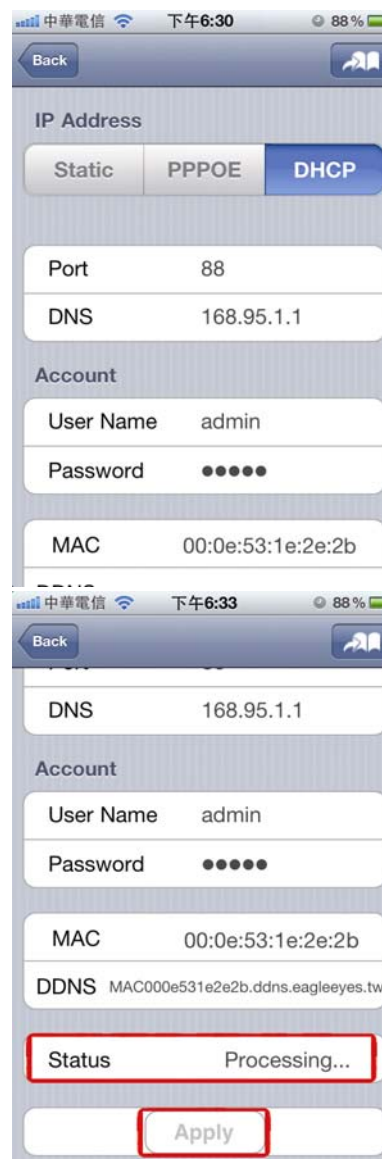 中華電信 下午6:30 88%
Back
IP Address
Static PPPOE DHCP
Port 88
DNS 168.95.1.1
Account
User Name admin
Password •••••
MAC 00:0e:53:1e:2e:2b
中華電信 下午6:33 88%
Back
DNS 168.95.1.1
Account
User Name admin
Password •••••
MAC 00:0e:53:1e:2e:2b
DDNS MAC000e531e2e2b.ddns.eagleeyes.tw
Status Processing...
Apply